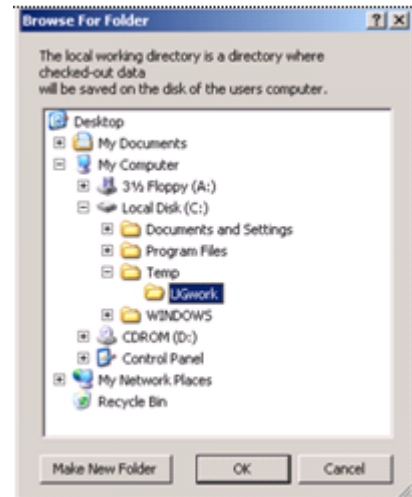 Browse For Folder
The local working directory is a directory where
checked-out data
will be saved on the disk of the users computer.
Desktop
My Documents
My Computer
3½ Floppy (A:)
Local Disk (C:)
Documents and Settings
Program Files
Temp
UGwork
WINDOWS
CDROM (D:)
Control Panel
My Network Places
Recycle Bin
Make New Folder
OK
Cancel